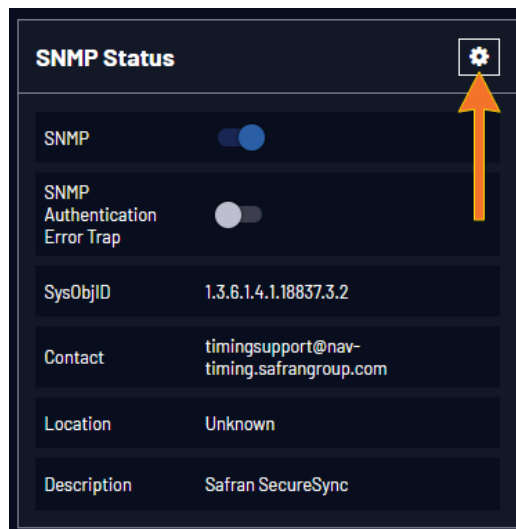 SNMP Status
SNMP
SNMP
Authentication
Error Trap
SysObjID 1.3.6.1.4.1.18837.3.2
Contact timingsupport@nav-
timing.safrangroup.com
Location Unknown
Description Safran SecureSync